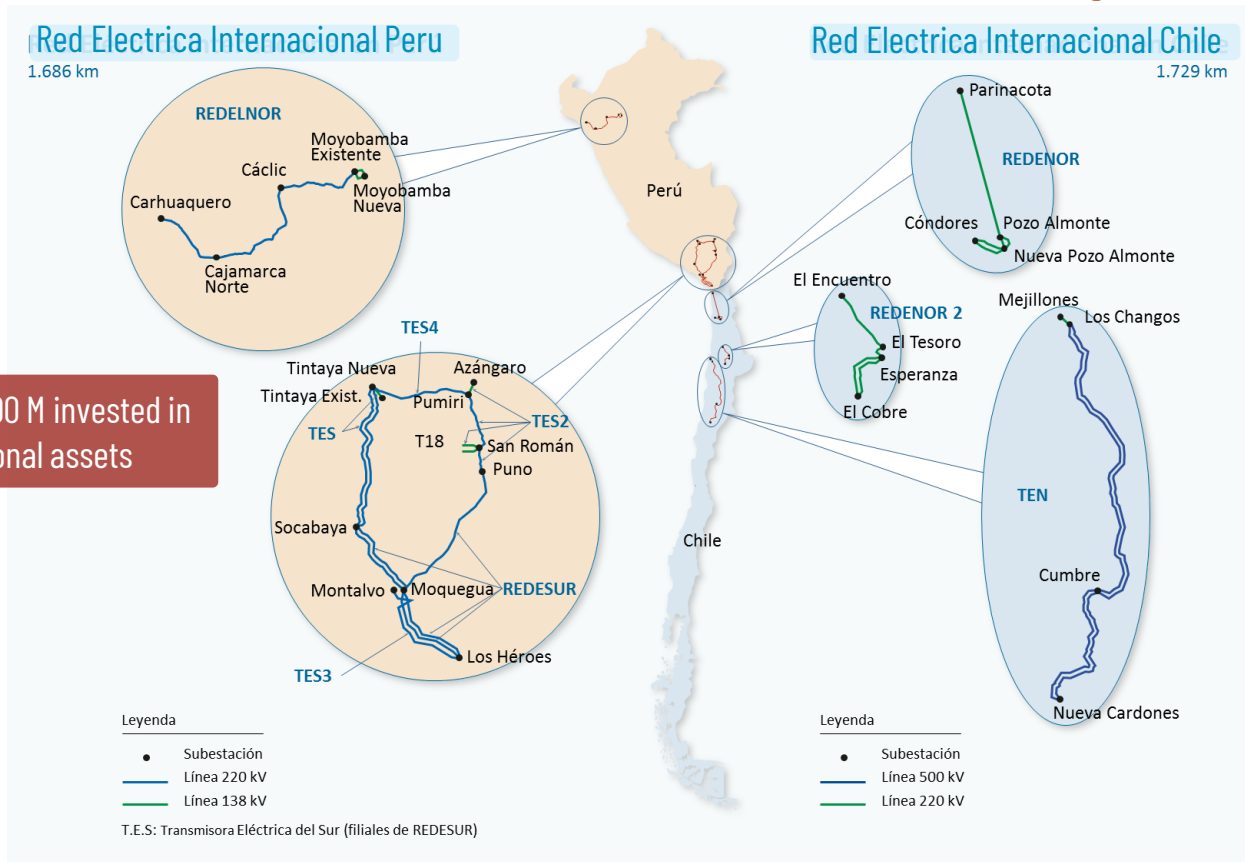 Red Electrica Internacional Peru
1.686 km
Red Electrica Internacional Chile
1.729 km
REDELNOR
Moyobamba
Existente
Cáclic
Moyobamba
Nueva
Carhuaquero
Cajamarca
Norte
Perú
Parinacota
REDENOR
Cóndores
Pozo Almonte
Nueva Pozo Almonte
El Encuentro
REDENOR 2
El Tesoro
Esperanza
El Cobre
Mejillones
Los Changos
TEN
Cumbre
Nueva Cardones
00 M invested in
onal assets
TES4
Tintaya Nueva
Azángaro
Tintaya Exist.
Pumiri
TES
TES2
T18
San Román
Puno
Socabaya
Montalvo
Moquegua
REDESUR
Los Héroes
TES3
Chile
Leyenda
Subestación
Línea 220 kV
Línea 138 kV
T.E.S: Transmisora Eléctrica del Sur (filiales de REDESUR)
Leyenda
Subestación
Línea 500 kV
Línea 220 kV